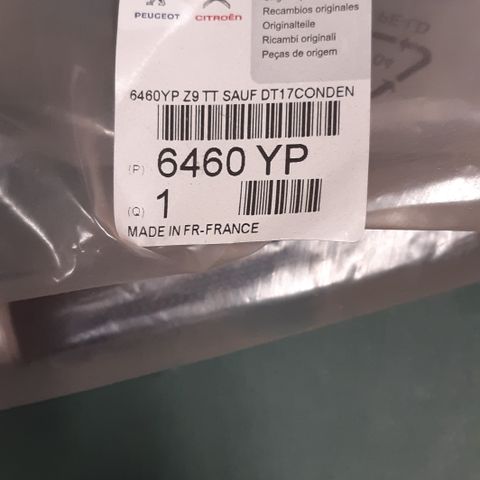 PEUGEOT CITROËN
Recambios originales
Originalteile
Ricambi originali
Peças de origem
6460YP Z9 TT SAUF DT17CONDEN
(P) 6460 YP
(Q) 1
MADE IN FR-FRANCE